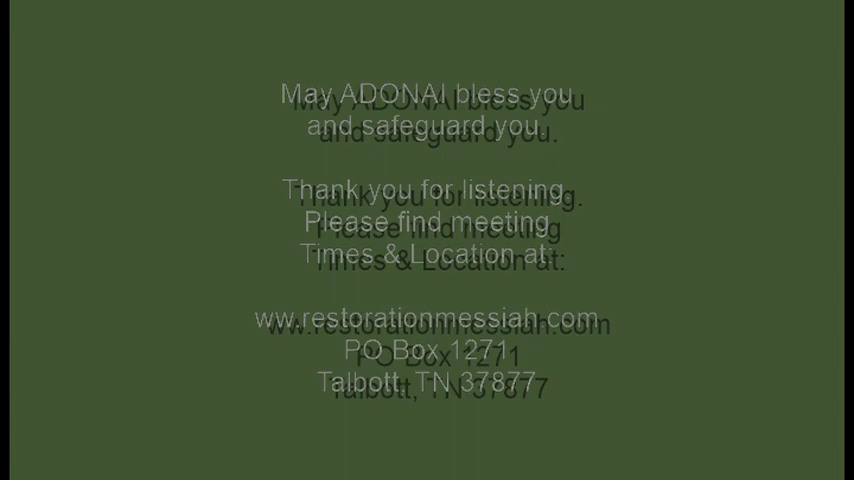 May ADONAI bless you
and safeguard you.
Thank you for listening.
Please find meeting
Times & Location at:
ww.restorationmessiah.com
PO Box 1271
Talbott, TN 37877